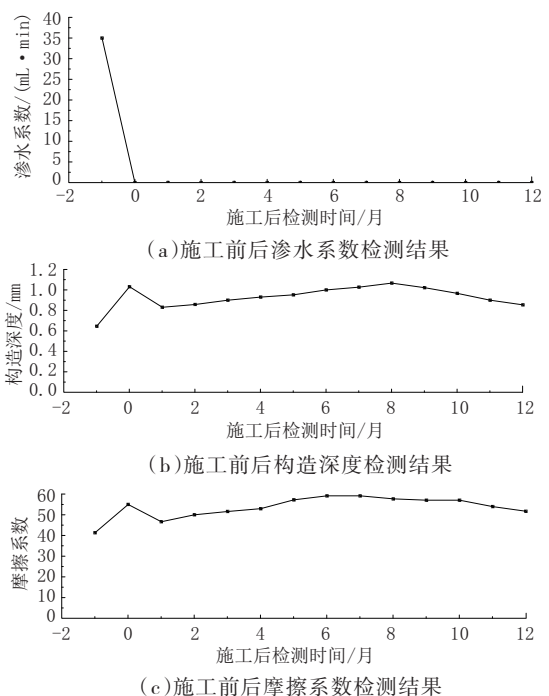 40
35
30
25
20
15
10
5
0
渗水系数/(mL·min)
-2 0 2 4 6 8 10 12
施工后检测时间/月
(a)施工前后渗水系数检测结果
1.2
1.0
0.8
0.6
0.4
0.2
0.0
构造深度/mm
-2 0 2 4 6 8 10 12
施工后检测时间/月
(b)施工前后构造深度检测结果
60
50
40
30
20
10
0
摩擦系数
-2 0 2 4 6 8 10 12
施工后检测时间/月
(c)施工前后摩擦系数检测结果